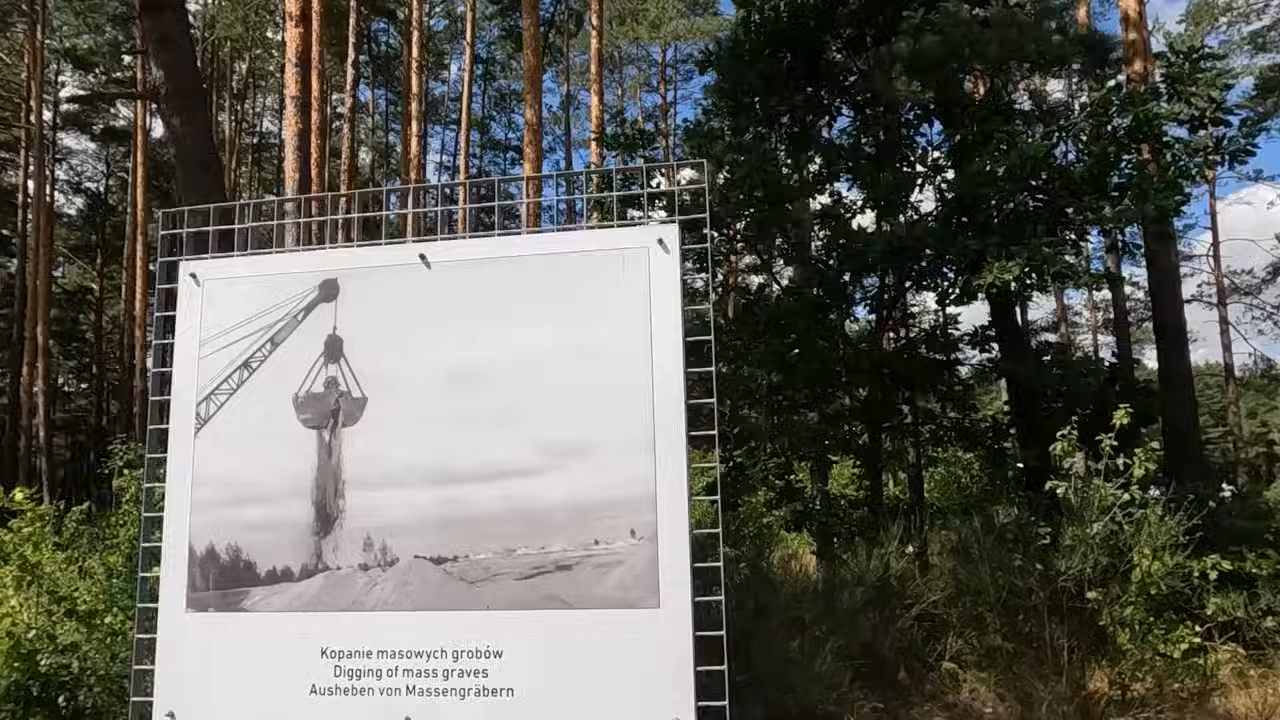 Kopanie masowych grobów
Digging of mass graves
Ausheben von Massengräbern